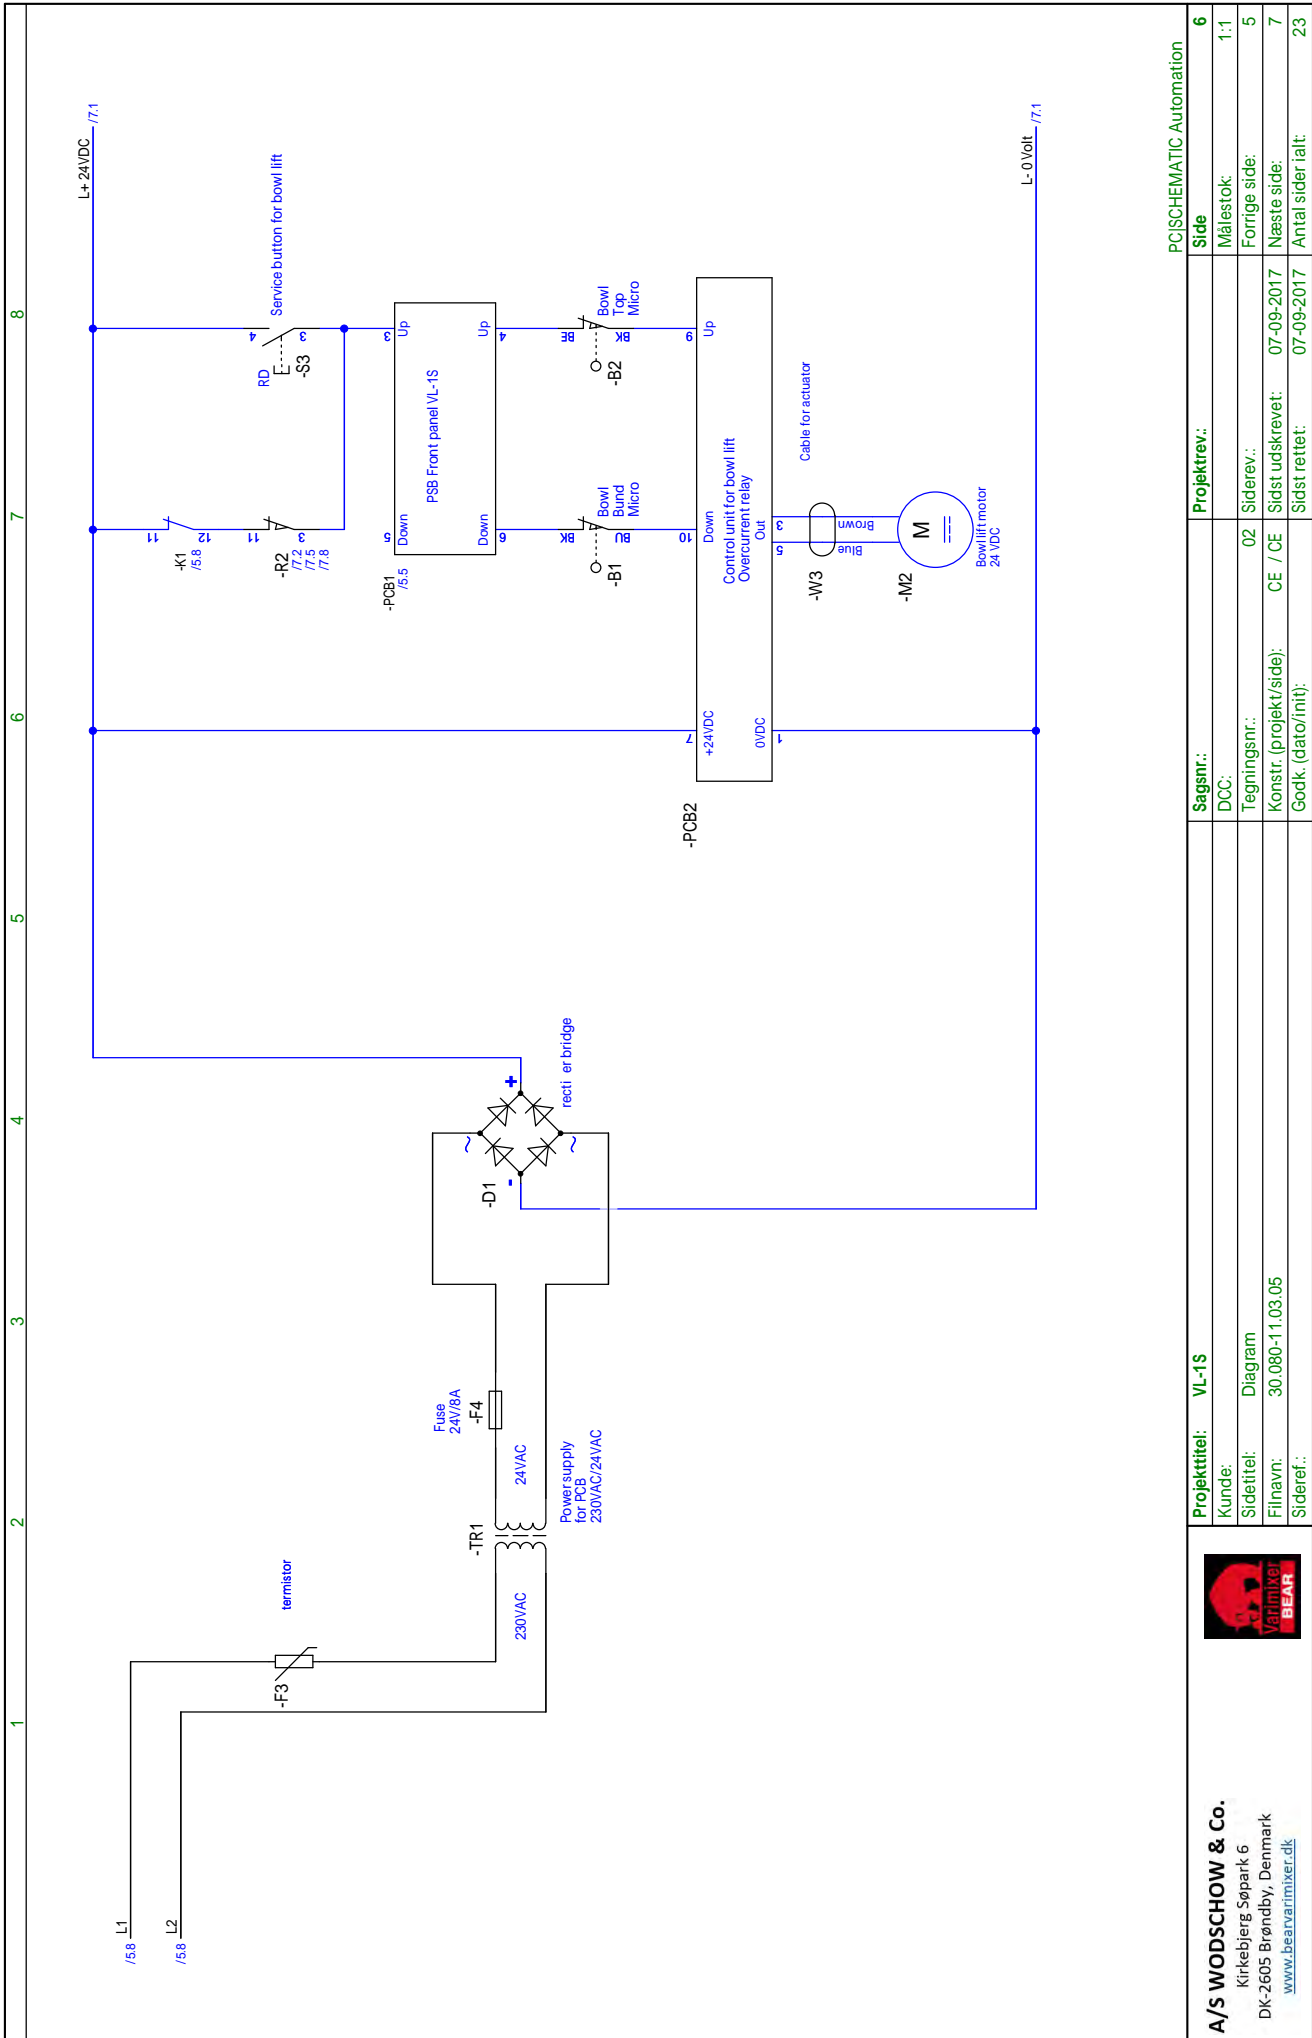 1 2 3 4 5 6 7 8
L1
/5.8
L2
/5.8
-F3
termistor
230VAC
-TR1
24VAC
Power supply
for PCB
230VAC/24VAC
Fuse
24V/8A
-F4
-D1
~
~
+
-
recti er bridge
L+ 24VDC
/7.1
-K1
/5.8
11
12
-R2
/7.2
/7.5
/7.8
11
3
RD
-S3
4
3
Service button for bowl lift
-PCB1
/5.5
5
Down
3
Up
PSB Front panel VL-1S
Down
6
Up
4
-B1
BK
BU
Bowl
Bund
Micro
-B2
BE
BK
Bowl
Top
Micro
-PCB2
7
+24VDC
10
Down
9
Up
Control unit for bowl lift
Overcurrent relay
0VDC
1
Out
5
3
-W3
Cable for actuator
Blue
Brown
-M2
M
Bowl lift motor
24 VDC
L- 0 Volt
/7.1
PC|SCHEMATIC Automation
A/S WODSCHOW & Co.
Kirkebjerg Søpark 6
DK-2605 Brøndby, Denmark
www.bearvarimixer.dk
Varimixer
BEAR
Projekttitel: VL-1S
Kunde:
Sidetitel: Diagram
Filnavn: 30.080-11.03.05
Sideref.:
Sagsnr.:
DCC:
Tegningsnr.: 02
Konstr. (projekt/side): CE / CE
Godk. (dato/init):
Projektrev.:
Siderev.:
Sidst udskrevet: 07-09-2017
Sidst rettet: 07-09-2017
Side 6
Målestok: 1:1
Forrige side: 5
Næste side: 7
Antal sider ialt: 23